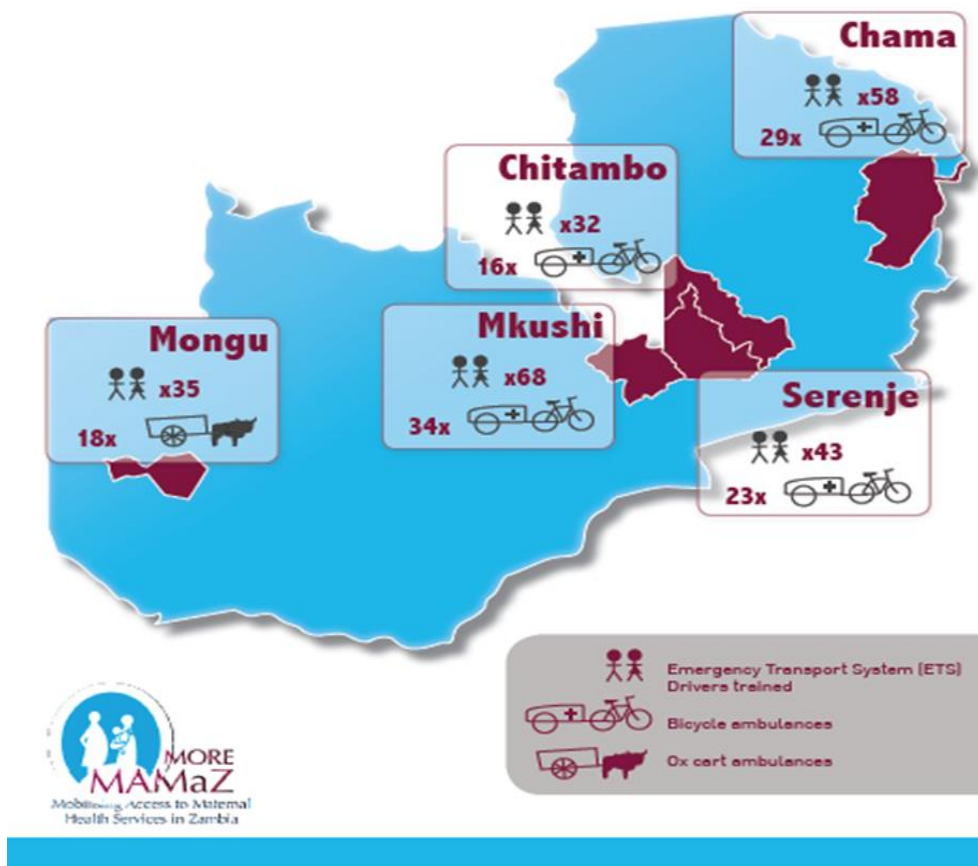 Chama
x58
29x
Chitambo
x32
16x
Mongu
x35
18x
Mkushi
x68
34x
Serenje
x43
23x
Emergency Transport System (ETS)
Drivers trained
Bicycle ambulances
Ox cart ambulances
MORE
MAMaZ
Mobilising Access to Maternal
Health Services in Zambia